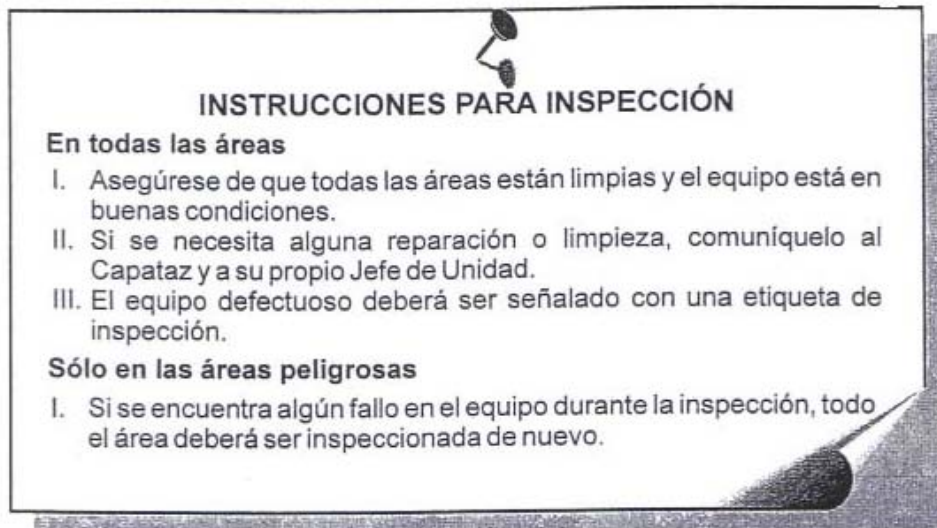 INSTRUCCIONES PARA INSPECCIÓN
En todas las áreas
I. Asegúrese de que todas las áreas están limpias y el equipo está en
buenas condiciones.
II. Si se necesita alguna reparación o limpieza, comuníquelo al
Capataz y a su propio Jefe de Unidad.
III. El equipo defectuoso deberá ser señalado con una etiqueta de
inspección.
Sólo en las áreas peligrosas
I. Si se encuentra algún fallo en el equipo durante la inspección, todo
el área deberá ser inspeccionada de nuevo.